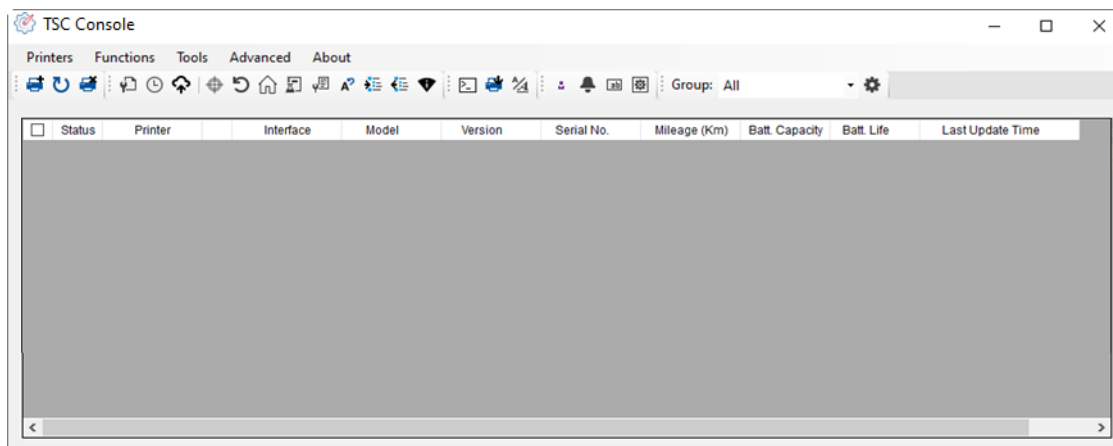 TSC Console
Printers Functions Tools Advanced About
Group: All
Status Printer Interface Model Version Serial No. Mileage (Km) Batt. Capacity Batt. Life Last Update Time